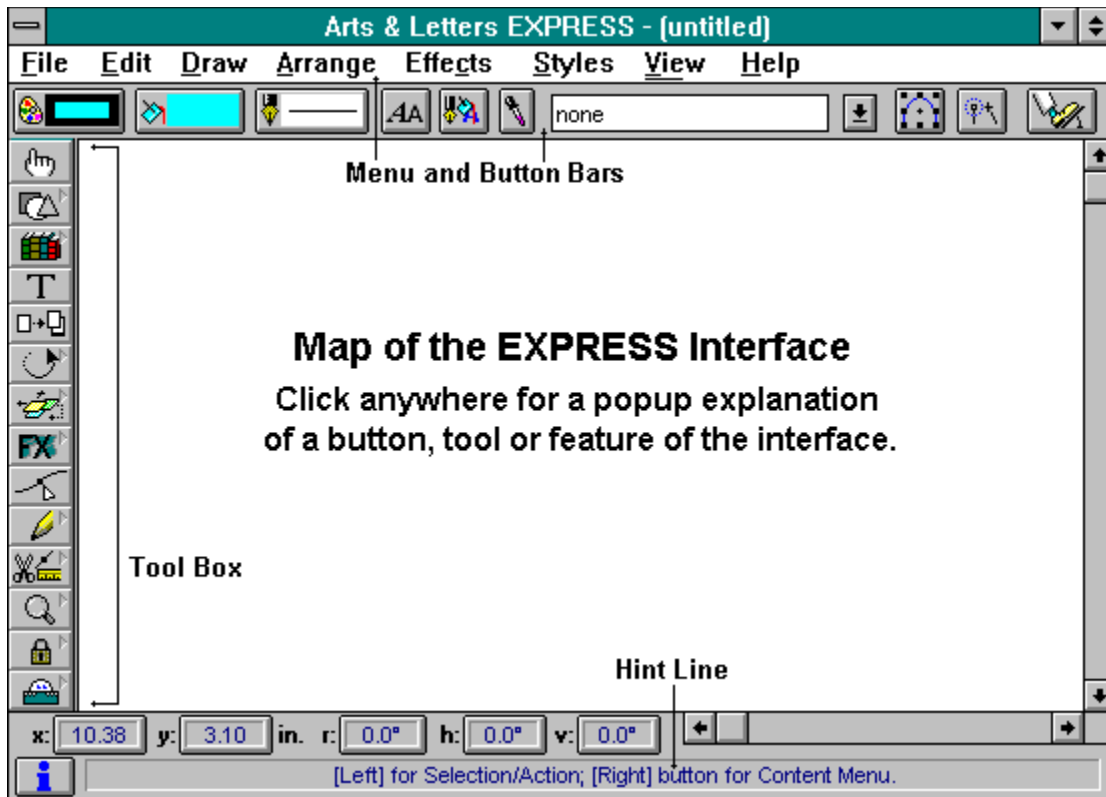 Arts & Letters EXPRESS - (untitled)
File Edit Draw Arrange Effects Styles View Help
AA A none
Menu and Button Bars
T
Map of the EXPRESS Interface
Click anywhere for a popup explanation
of a button, tool or feature of the interface.
FX
Tool Box
Hint Line
x: 10.38 y: 3.10 in. r: 0.0° h: 0.0° v: 0.0°
i [Left] for Selection/Action; [Right] button for Content Menu.